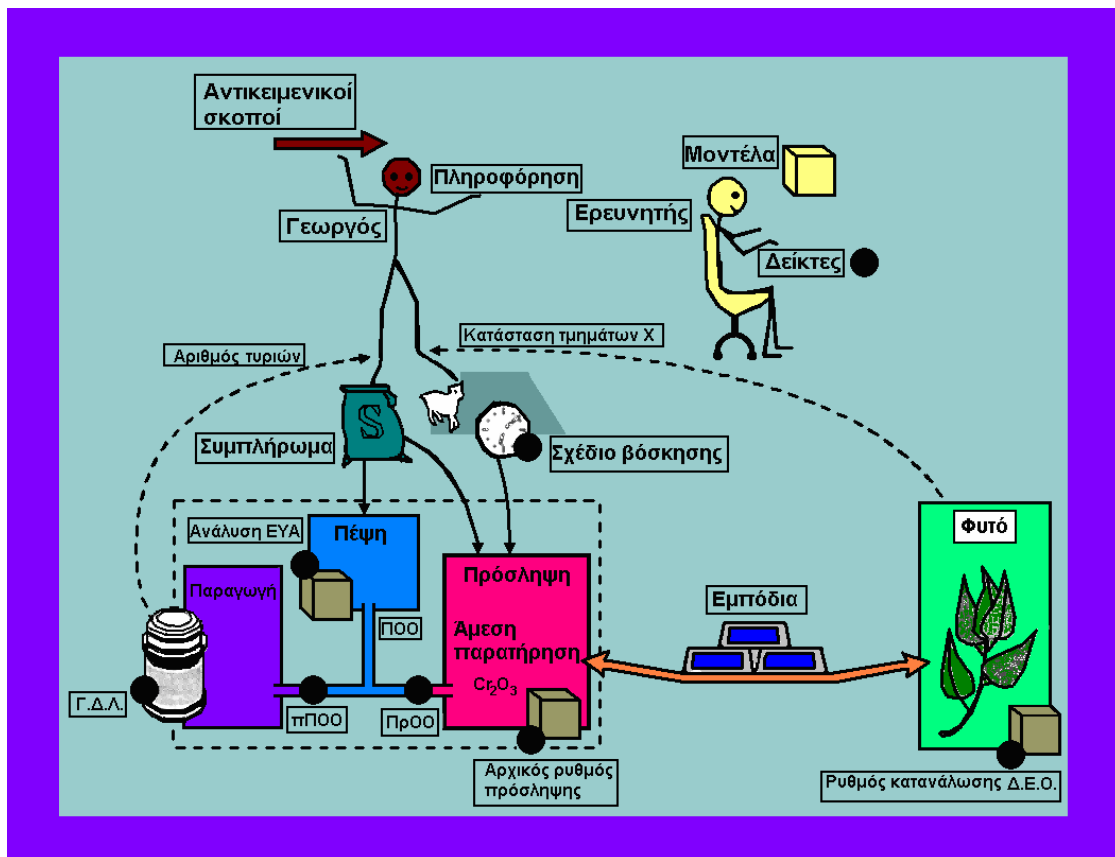 Αντικειμενικοί
σκοποί
Μοντέλα
Πληροφόρηση
Ερευνητής
Γεωργός
Δείκτες
Κατάσταση τμημάτων Χ
Αριθμός τυριών
S
Συμπλήρωμα
Σχέδιο βόσκησης
Ανάλυση ΕΥΑ
Πέψη
Φυτό
Πρόσληψη
Παραγωγή
Εμπόδια
ΠΟΟ
Άμεση
παρατήρηση
Cr2O3
Γ.Δ.Λ.
πΠΟΟ
ΠρΟΟ
Αρχικός ρυθμός
πρόσληψης
Ρυθμός κατανάλωσης Δ.Ε.Ο.